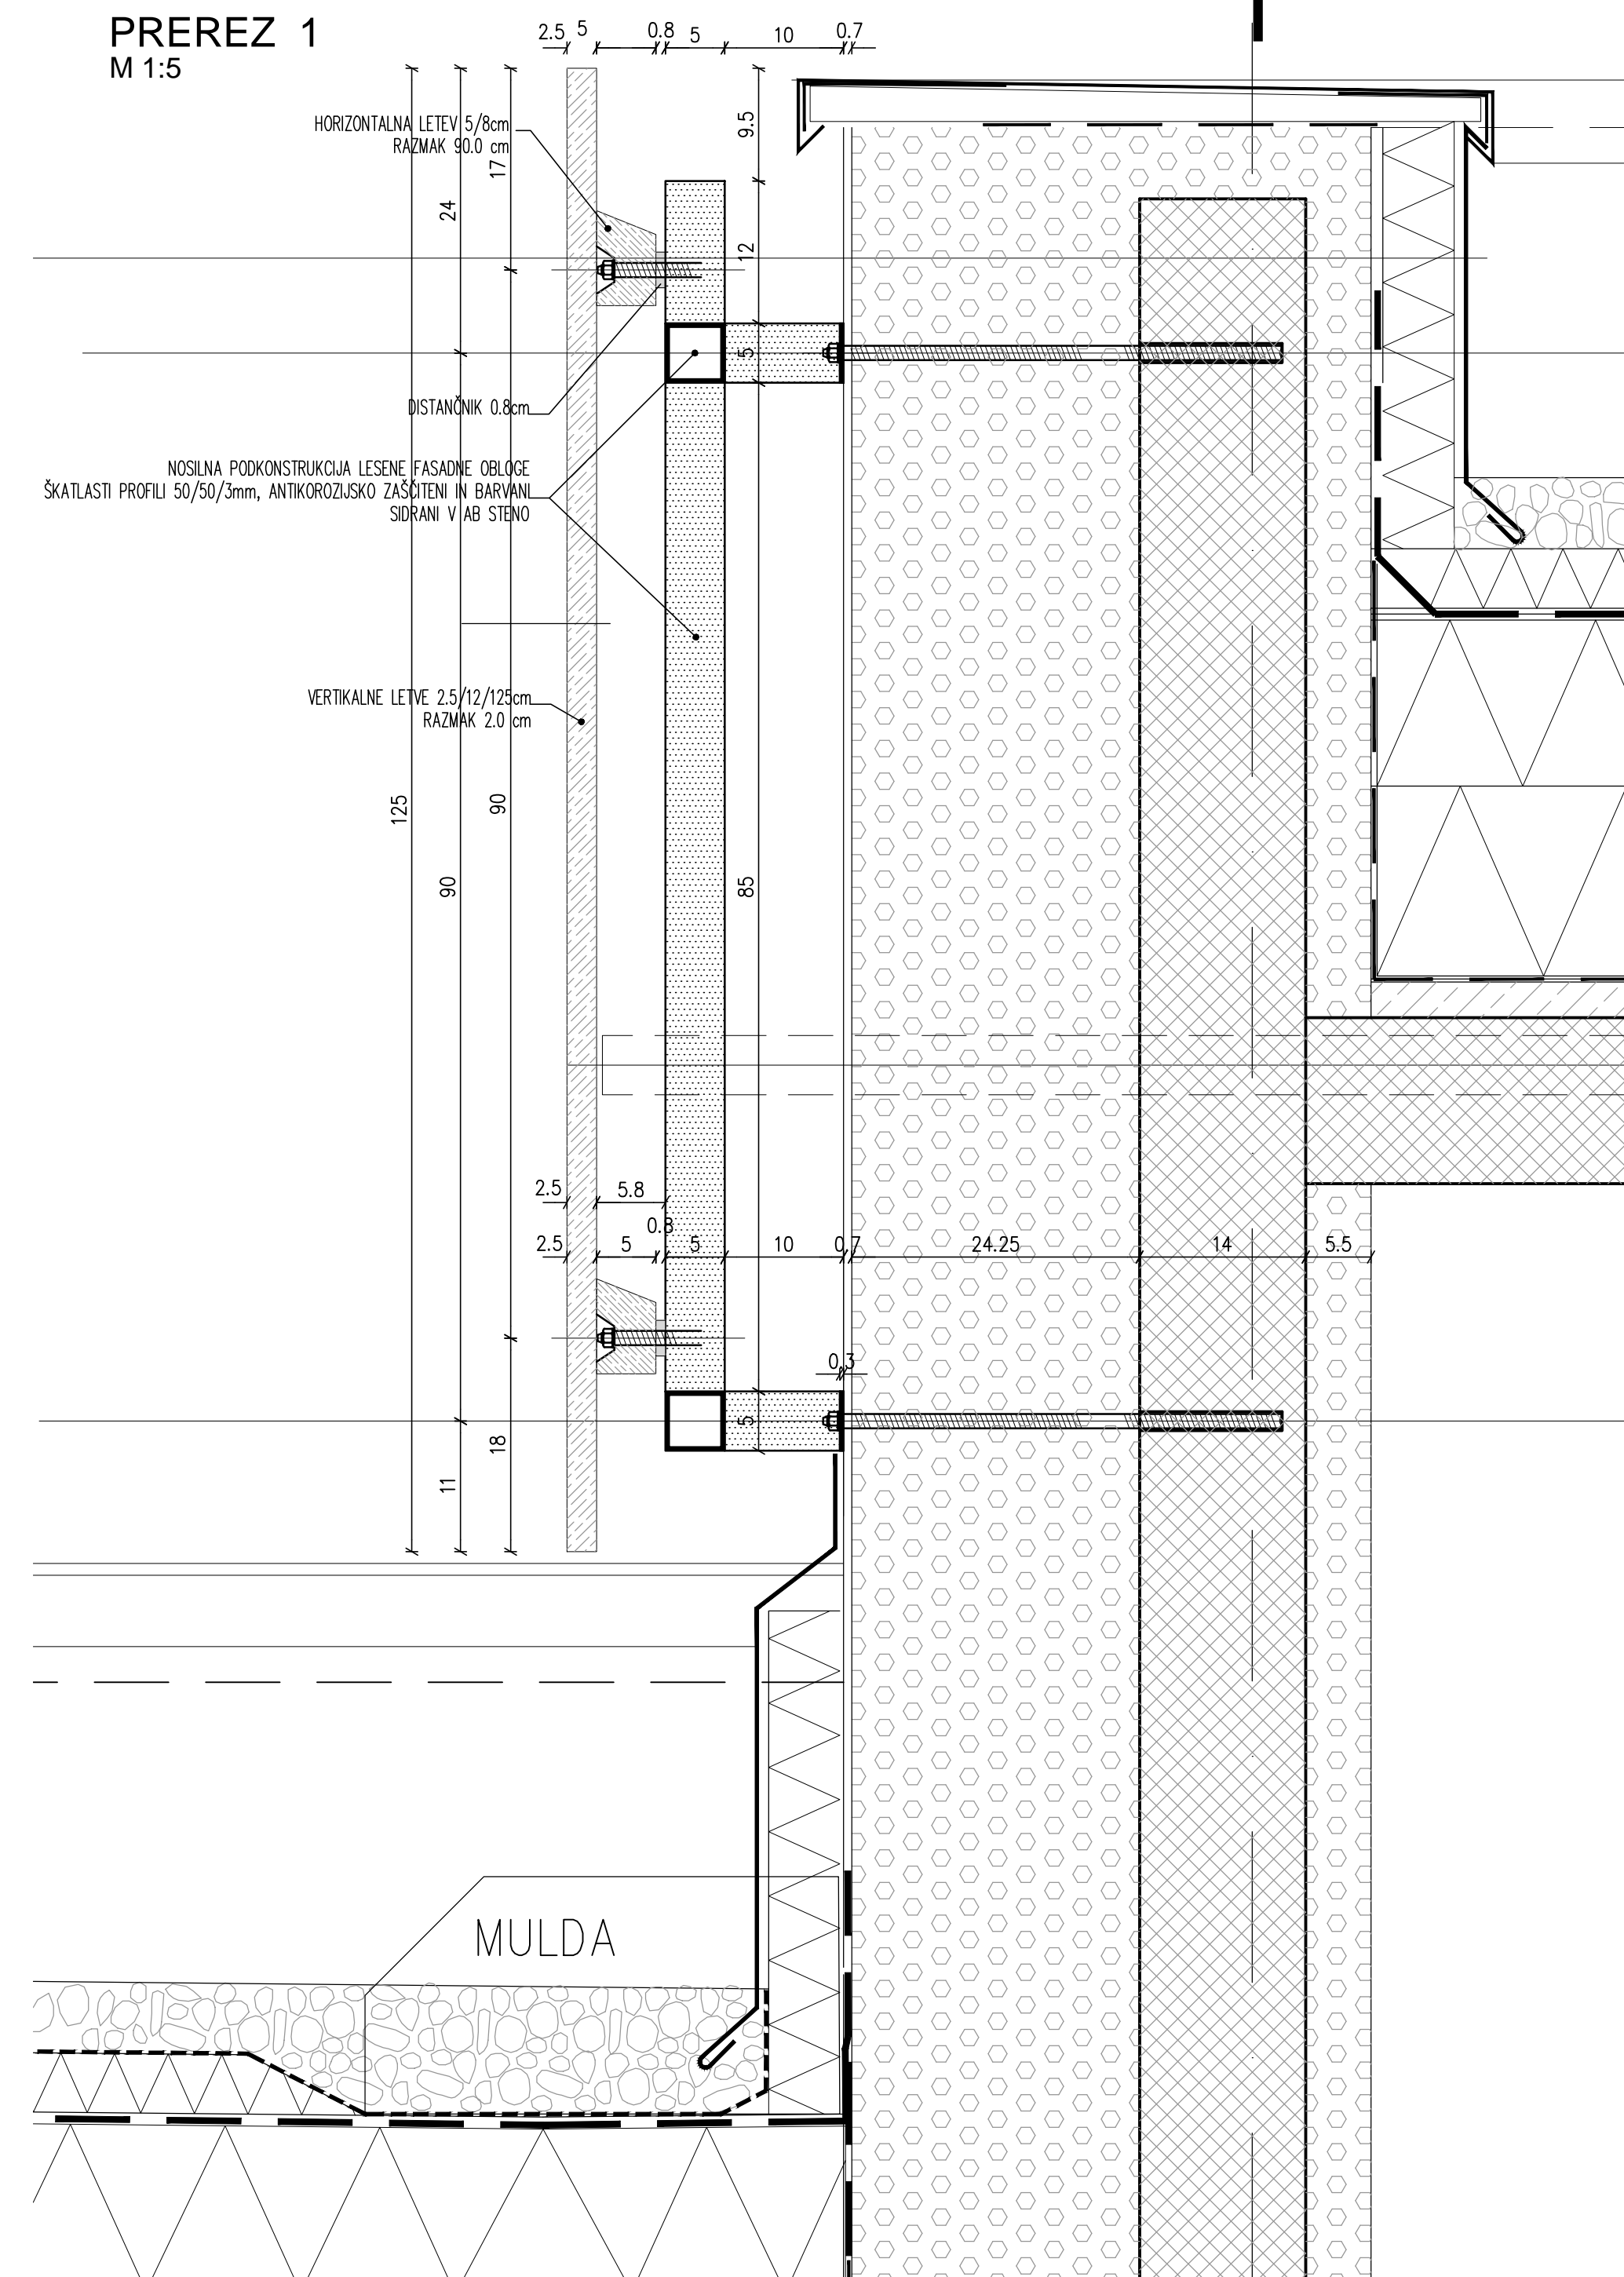 PREREZ 1
M 1:5
2.5 5 0.8 5 10 0.7
HORIZONTALNA LETEV 5/8cm
RAZMAK 90.0 cm
9.5
17
24
12
5
DISTANČNIK 0.8cm
NOSILNA PODKONSTRUKCIJA LESENE FASADNE OBLOGE
ŠKATLASTI PROFILI 50/50/3mm, ANTIKOROZIJSKO ZAŠČITENI IN BARVANI
SIDRANI V AB STENO
VERTIKALNE LETVE 2.5/12/125cm
RAZMAK 2.0 cm
125
90
90
85
2.5 5.8
0.8
2.5 5 5 10 0.7 24.25 14 5.5
0.3
5
18
11
MULDA